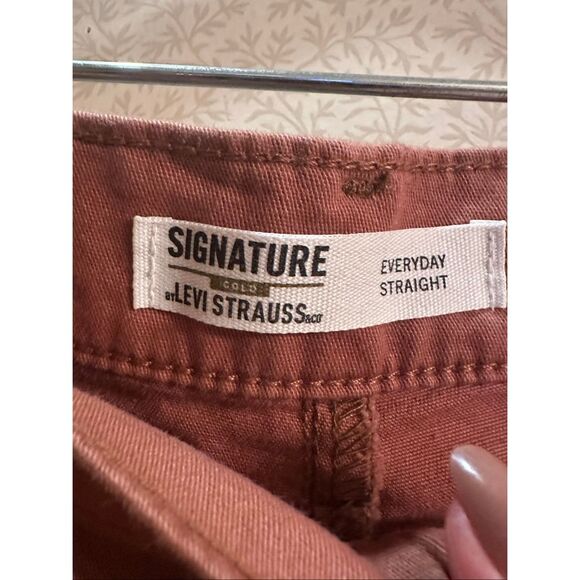 SIGNATURE
GOLD
BY LEVI STRAUSS &CO
EVERYDAY
STRAIGHT